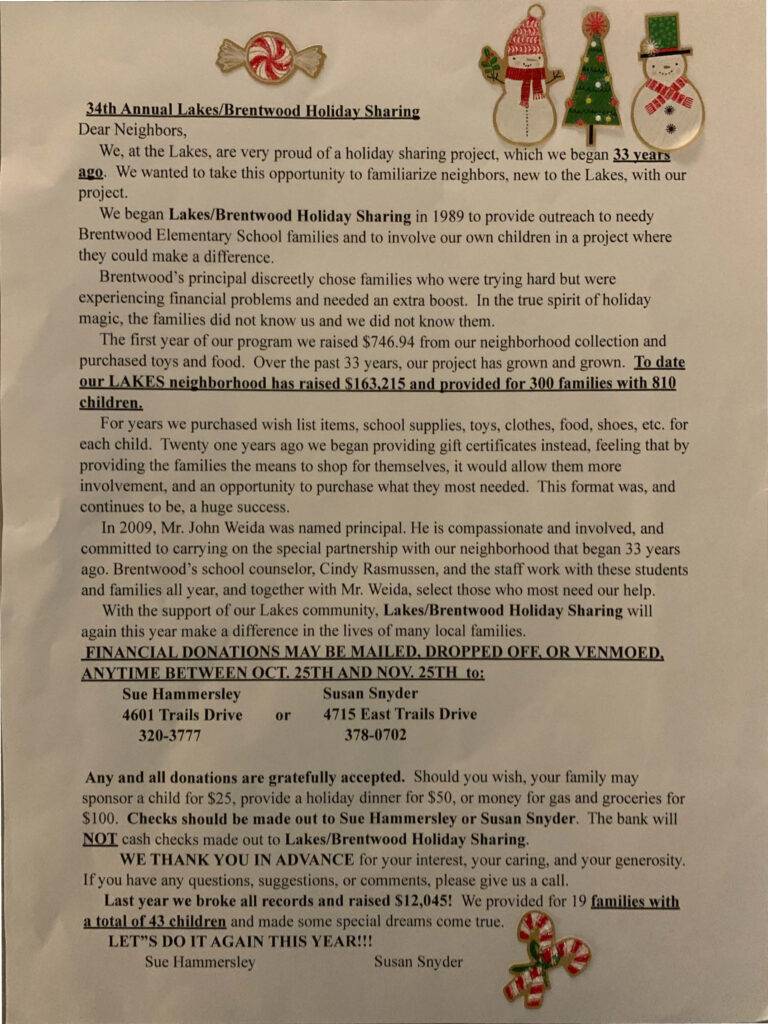 34th Annual Lakes/Brentwood Holiday Sharing
Dear Neighbors,
We, at the Lakes, are very proud of a holiday sharing project, which we began 33 years
ago. We wanted to take this opportunity to familiarize neighbors, new to the Lakes, with our
project.
We began Lakes/Brentwood Holiday Sharing in 1989 to provide outreach to needy
Brentwood Elementary School families and to involve our own children in a project where
they could make a difference.
Brentwood's principal discreetly chose families who were trying hard but were
experiencing financial problems and needed an extra boost. In the true spirit of holiday
magic, the families did not know us and we did not know them.
The first year of our program we raised $746.94 from our neighborhood collection and
purchased toys and food. Over the past 33 years, our project has grown and grown. To date
our LAKES neighborhood has raised $163,215 and provided for 300 families with 810
children.
For years we purchased wish list items, school supplies, toys, clothes, food, shoes, etc. for
each child. Twenty one years ago we began providing gift certificates instead, feeling that by
providing the families the means to shop for themselves, it would allow them more
involvement, and an opportunity to purchase what they most needed. This format was, and
continues to be, a huge success.
In 2009, Mr. John Weida was named principal. He is compassionate and involved, and
committed to carrying on the special partnership with our neighborhood that began 33 years
ago. Brentwood's school counselor, Cindy Rasmussen, and the staff work with these students
and families all year, and together with Mr. Weida, select those who most need our help.
With the support of our Lakes community, Lakes/Brentwood Holiday Sharing will
again this year make a difference in the lives of many local families.
FINANCIAL DONATIONS MAY BE MAILED, DROPPED OFF, OR VENMOED,
ANYTIME BETWEEN OCT. 25TH AND NOV. 25TH to:
Sue Hammersley Susan Snyder
4601 Trails Drive or 4715 East Trails Drive
320-3777 378-0702
Any and all donations are gratefully accepted. Should you wish, your family may
sponsor a child for $25, provide a holiday dinner for $50, or money for gas and groceries for
$100. Checks should be made out to Sue Hammersley or Susan Snyder. The bank will
NOT cash checks made out to Lakes/Brentwood Holiday Sharing.
WE THANK YOU IN ADVANCE for your interest, your caring, and your generosity.
If you have any questions, suggestions, or comments, please give us a call.
Last year we broke all records and raised $12,045! We provided for 19 families with
a total of 43 children and made some special dreams come true.
LET"S DO IT AGAIN THIS YEAR!!!
Sue Hammersley Susan Snyder